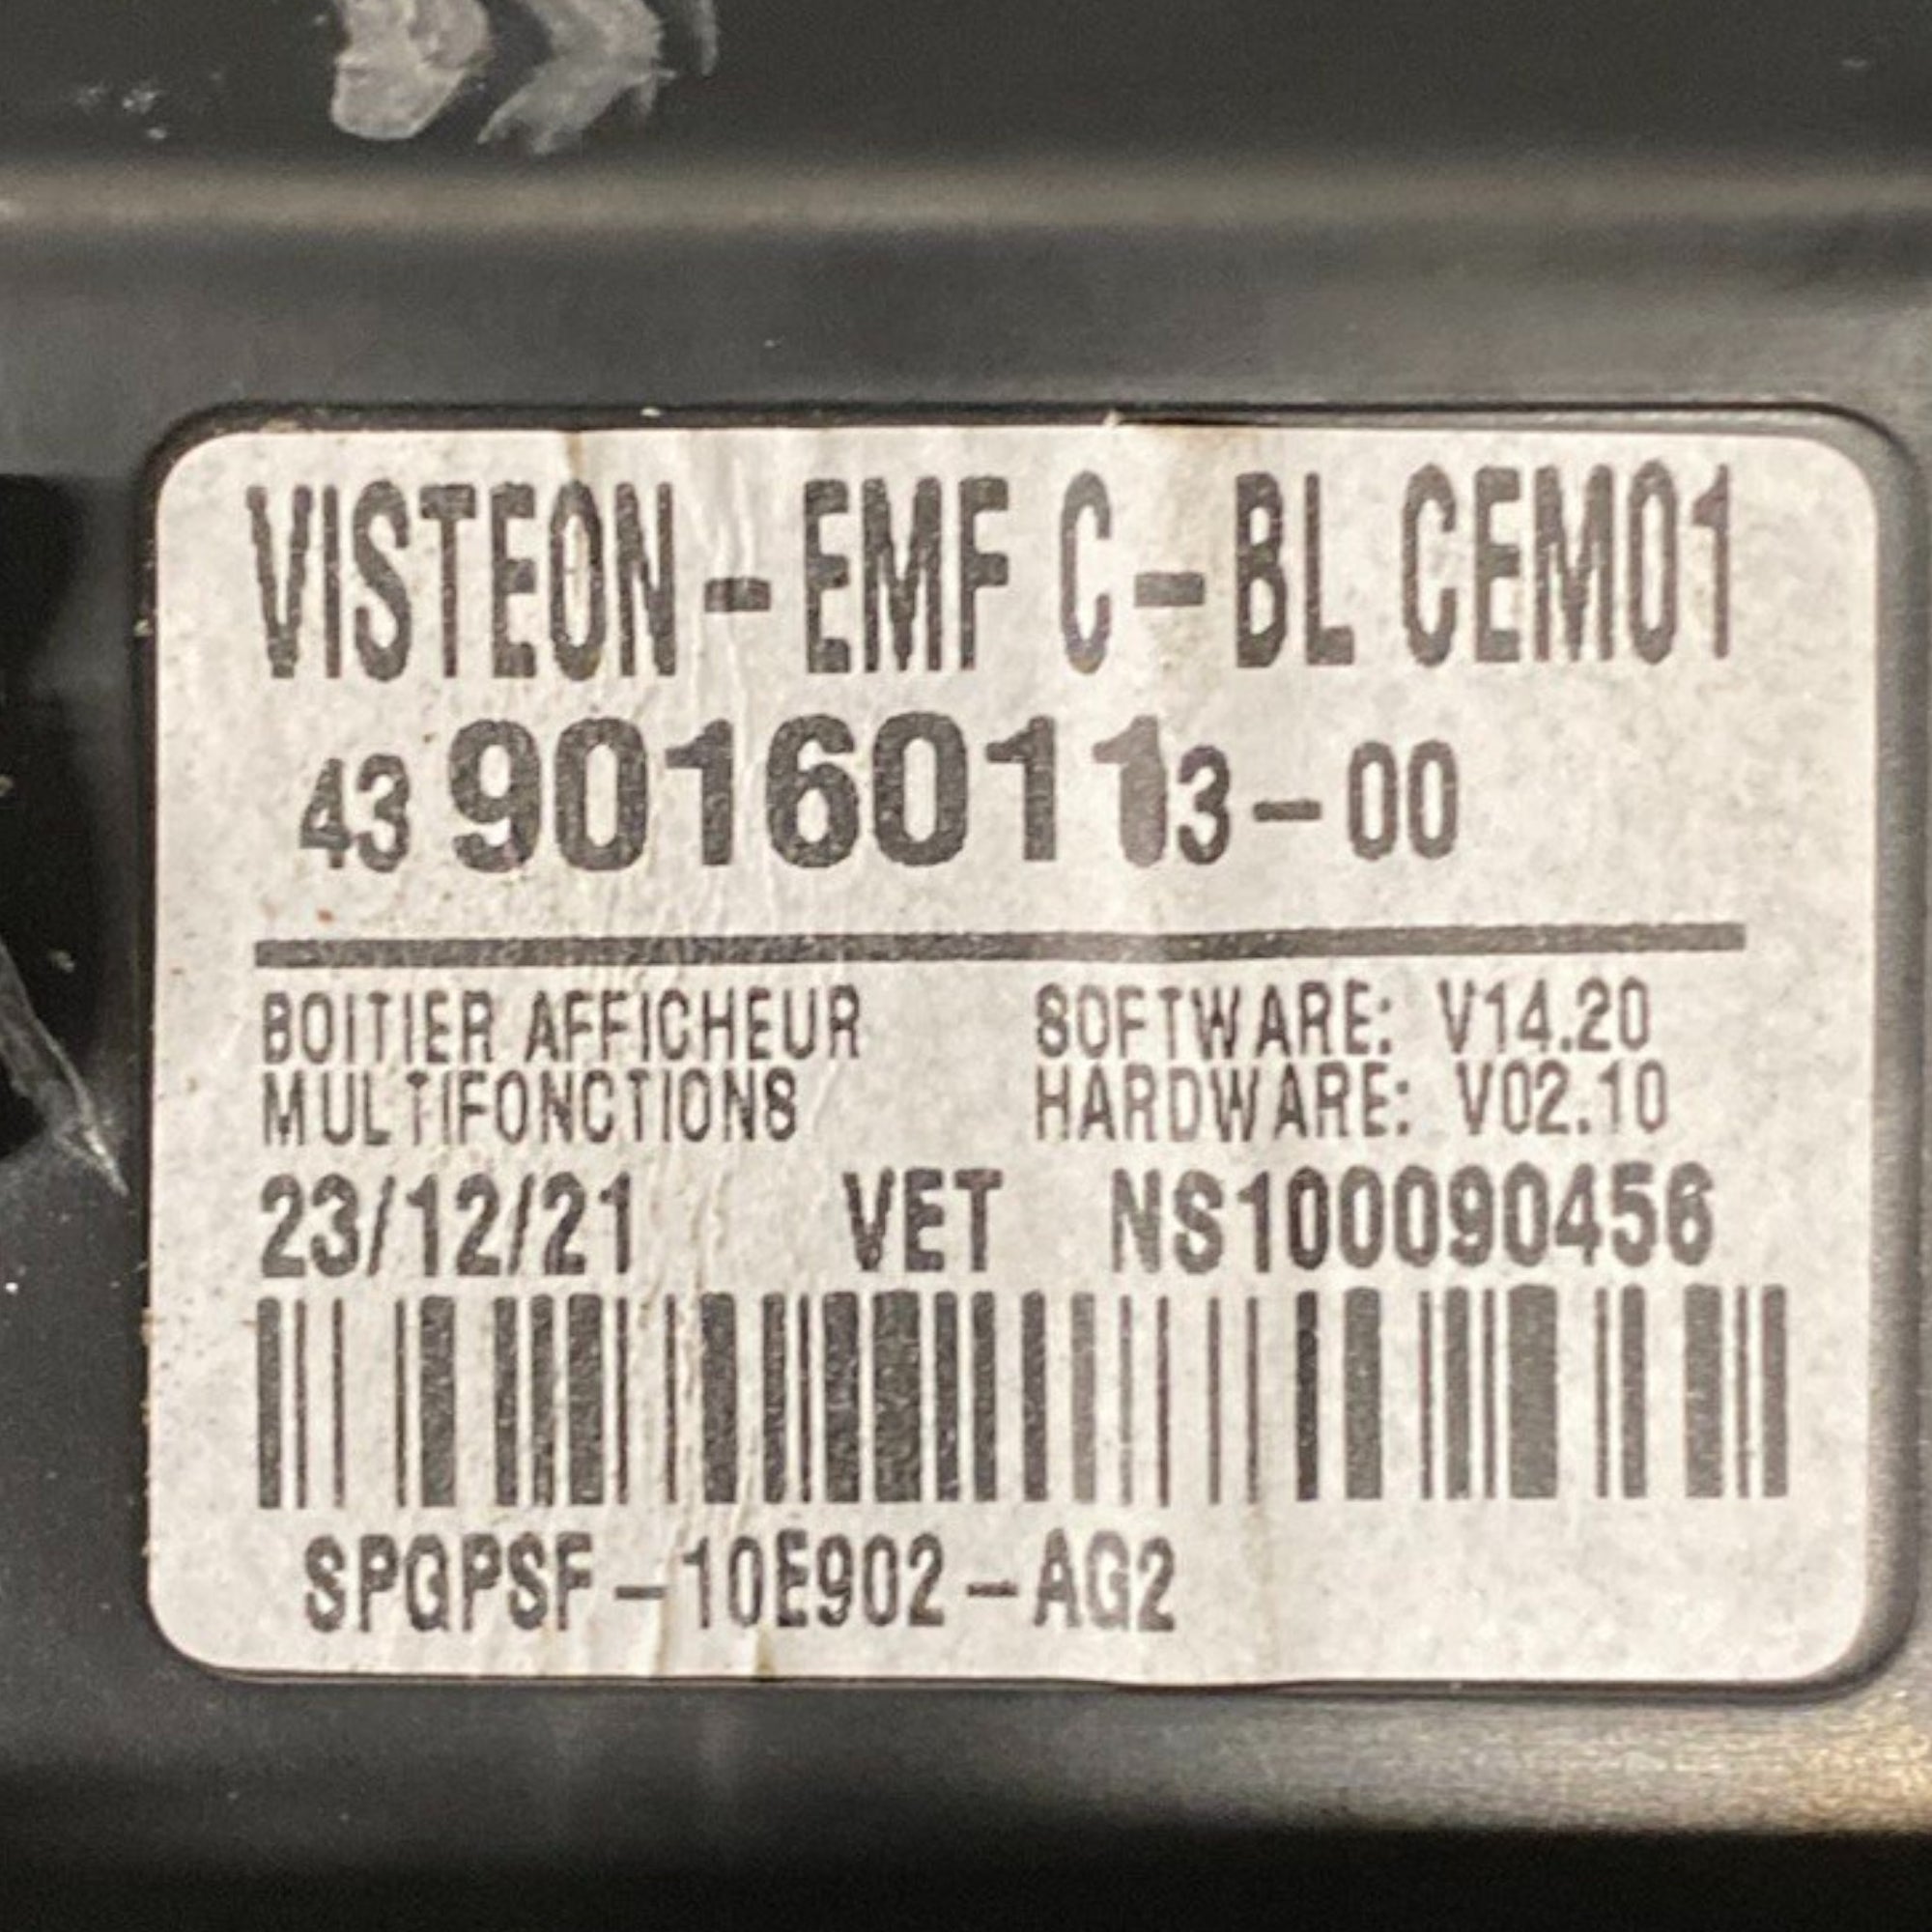 VISTEON-EMF C-BL CEM01
43 90160113-00
BOITIER AFFICHEUR
MULTIFONCTIONS
SOFTWARE: V14.20
HARDWARE: V02.10
23/12/21 VET NS100090456
SPGPSF-10E902-AG2